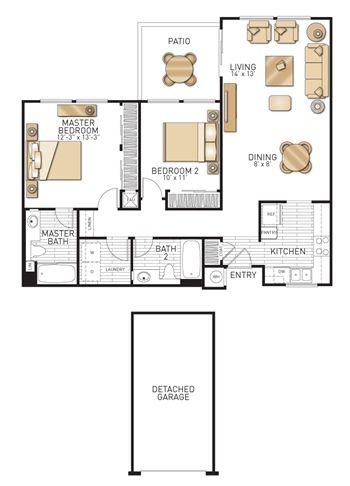 PATIO
LIVING
14' x 13'
MASTER
BEDROOM
12'-3" x 13'-3"
BEDROOM 2
10' x 11'
DINING
8' x 8'
LINEN
REF.
PANTRY
MASTER
BATH
BATH
2
KITCHEN
W
D
LAUNDRY
DW
ENTRY
WH
DETACHED
GARAGE